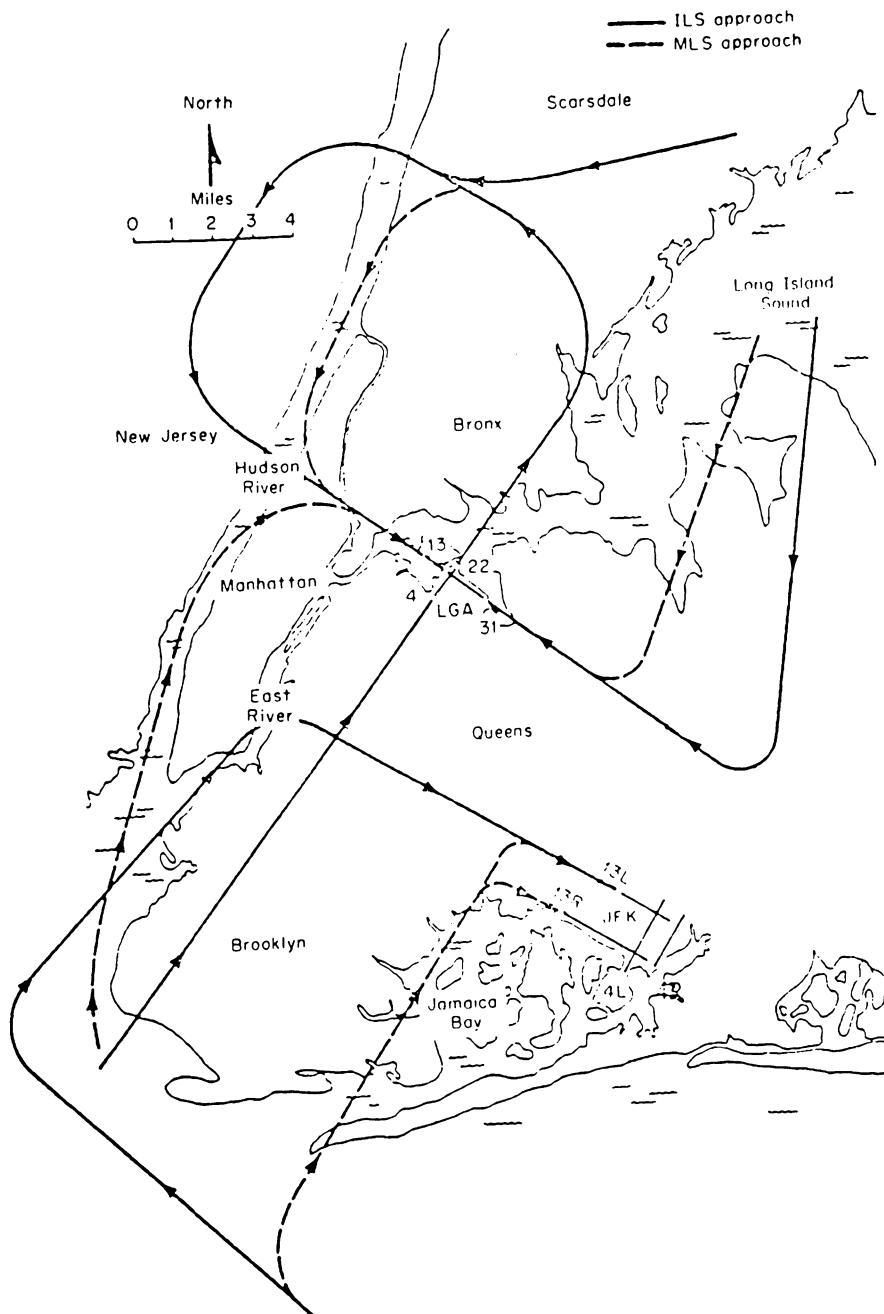 ILS approach
MLS approach
North
Scarsdale
Miles
0 1 2 3 4
Long Island
Sound
New Jersey
Bronx
Hudson
River
13
22
Manhattan
4
LGA
31
East
River
Queens
13L
13R
JFK
Brooklyn
4L
Jamaica
Bay